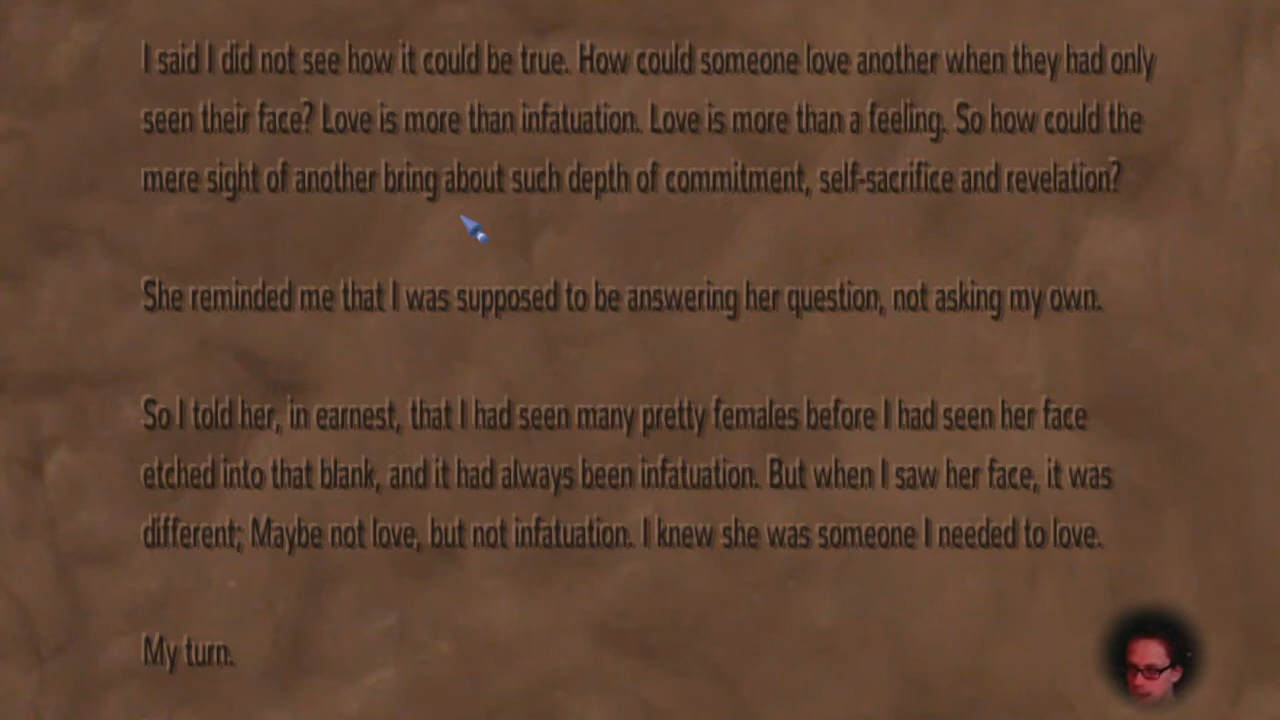 I said I did not see how it could be true. How could someone love another when they had only
seen their face? Love is more than infatuation. Love is more than a feeling. So how could the
mere sight of another bring about such depth of commitment, self-sacrifice and revelation?
She reminded me that I was supposed to be answering her question, not asking my own.
So I told her, in earnest, that I had seen many pretty females before I had seen her face
etched into that blank, and it had always been infatuation. But when I saw her face, it was
different; Maybe not love, but not infatuation. I knew she was someone I needed to love.
My turn.